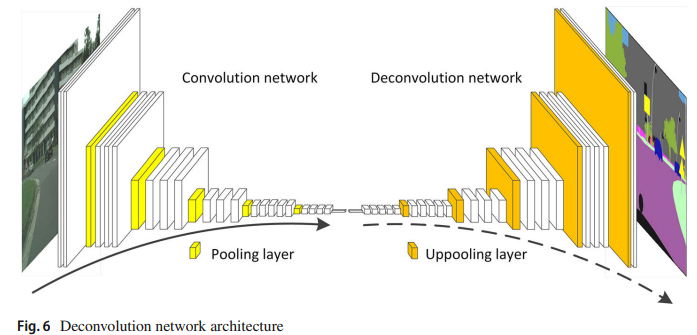 Convolution network
Deconvolution network
Pooling layer
Uppooling layer
Fig. 6 Deconvolution network architecture